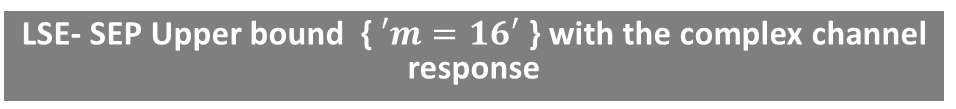 LSE- SEP Upper bound { ′m = 16′ } with the complex channel
response